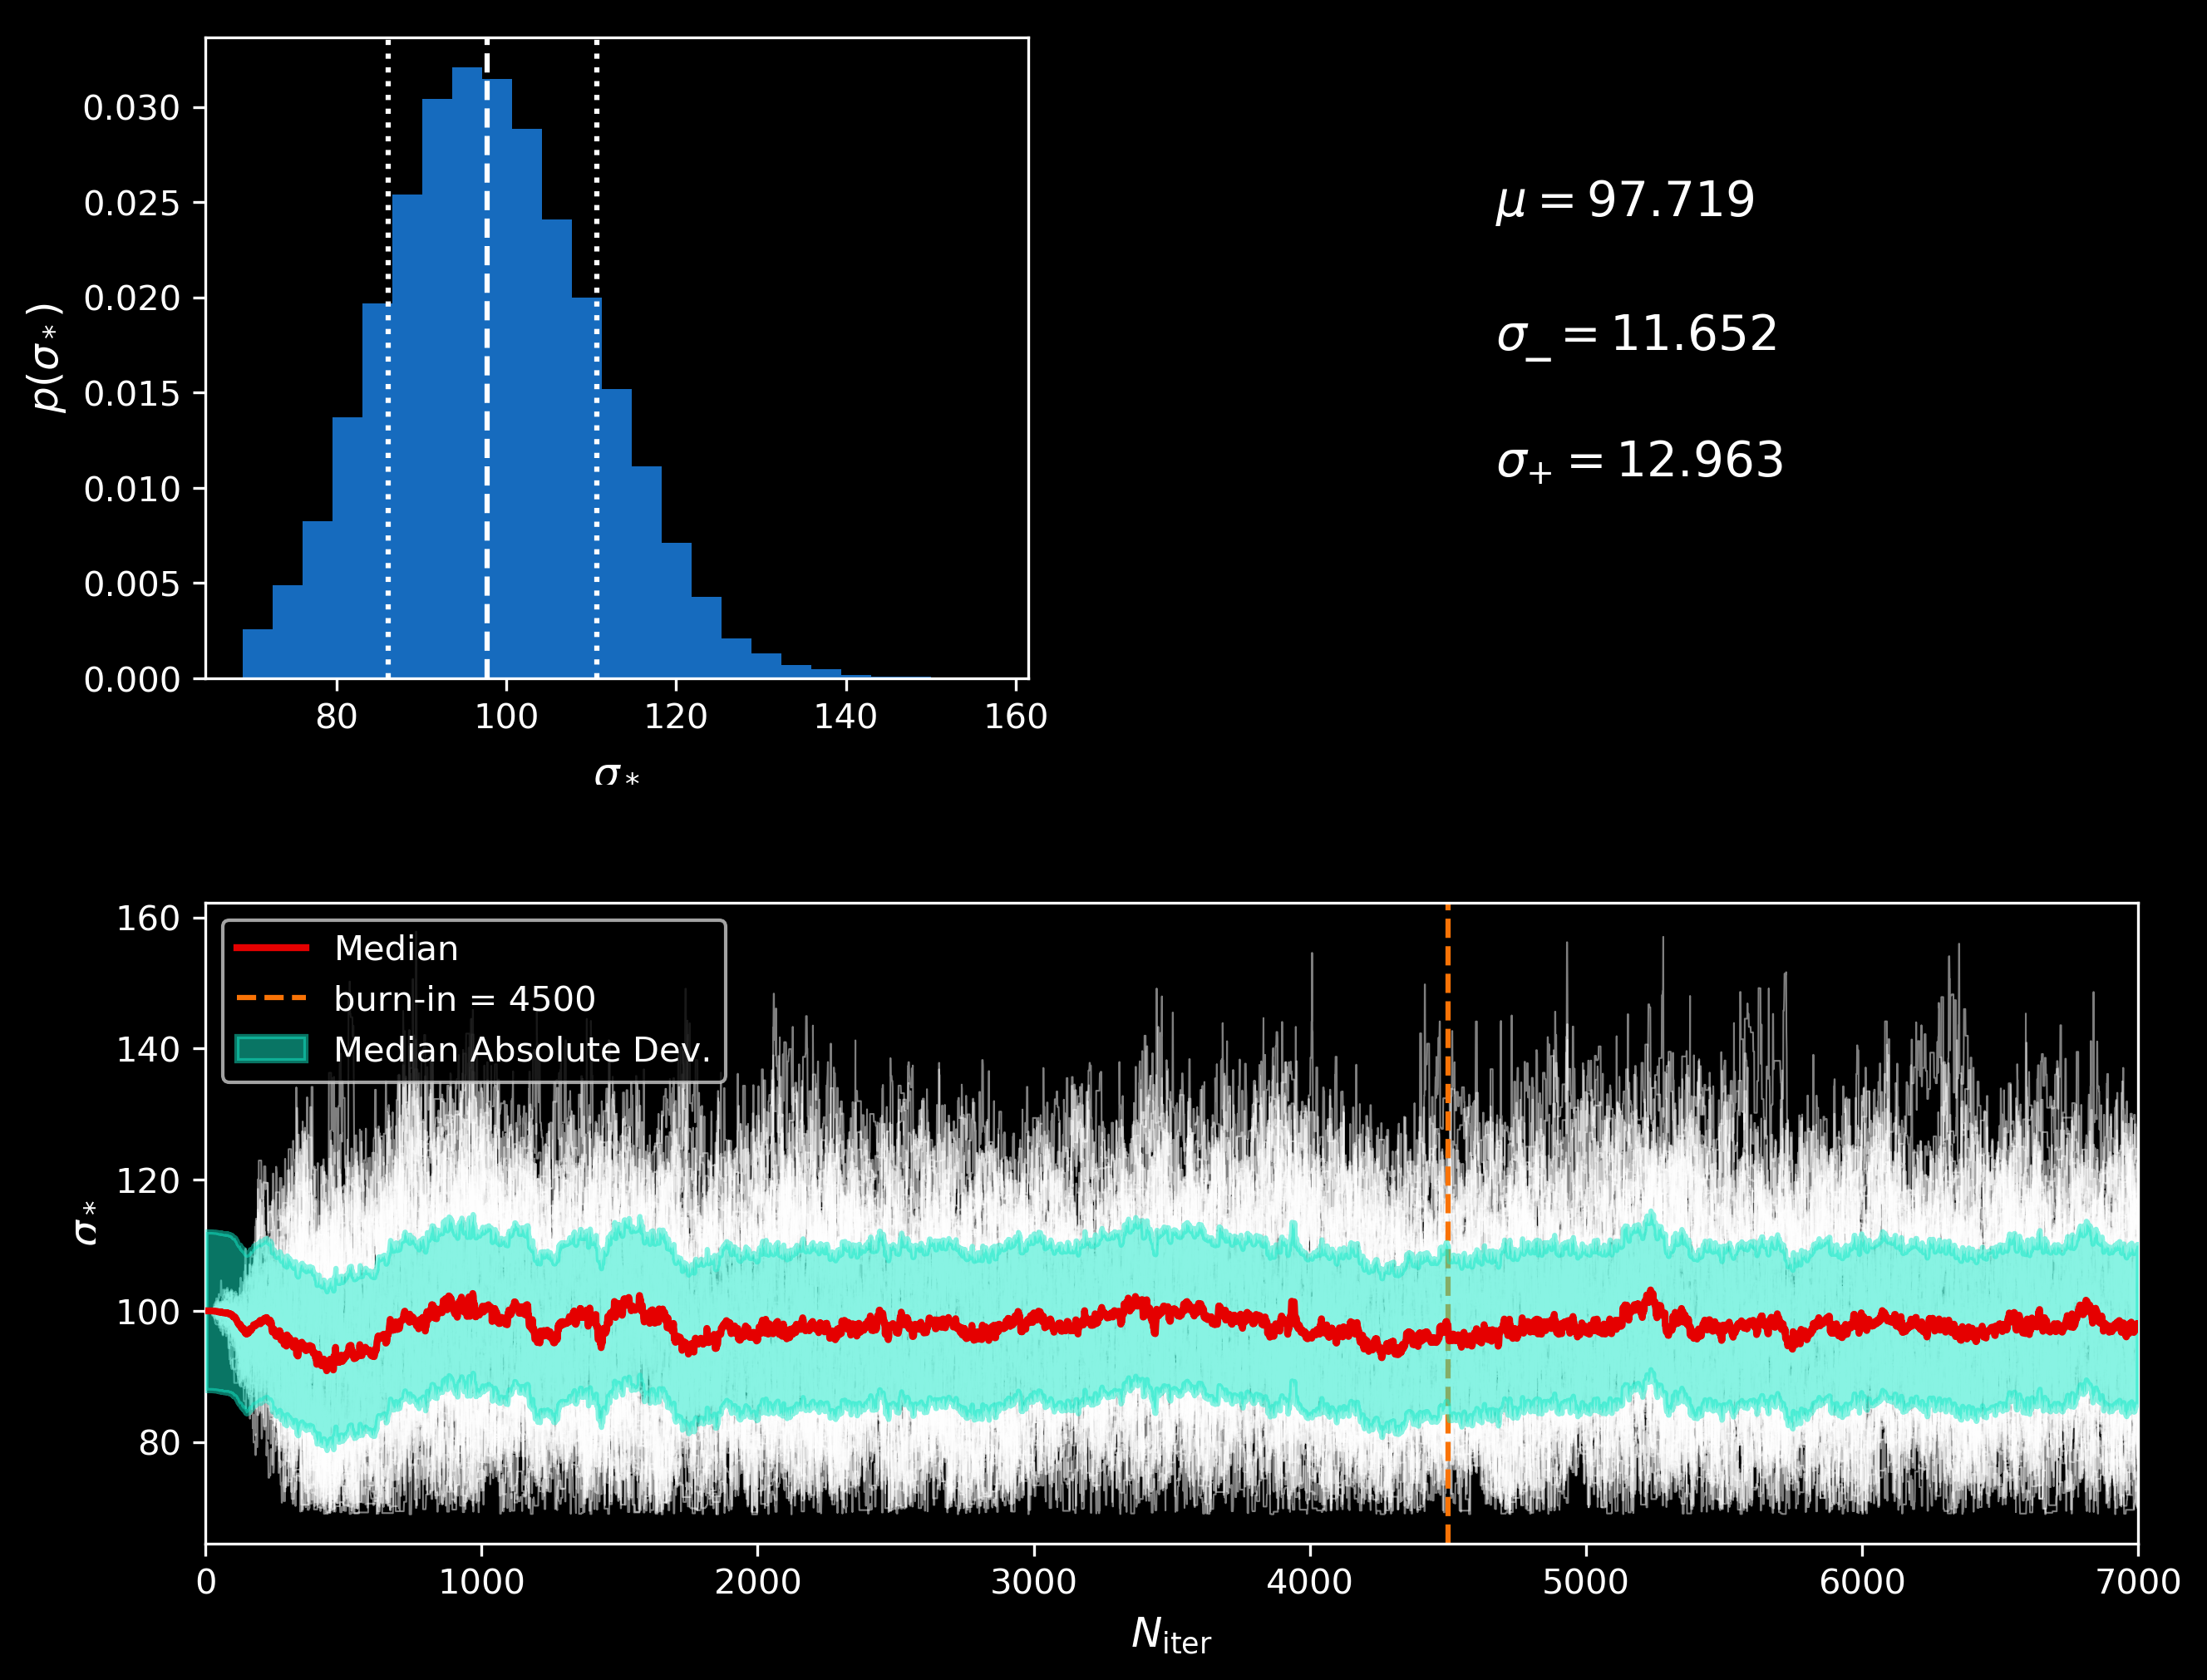 0.030
0.025
0.020
0.015
0.010
0.005
0.000
p(σ*)
80 100 120 140 160
σ*
μ = 97.719
σ_ = 11.652
σ+ = 12.963
160
140
120
100
80
σ*
Median
burn-in = 4500
Median Absolute Dev.
0 1000 2000 3000 4000 5000 6000 7000
Niter